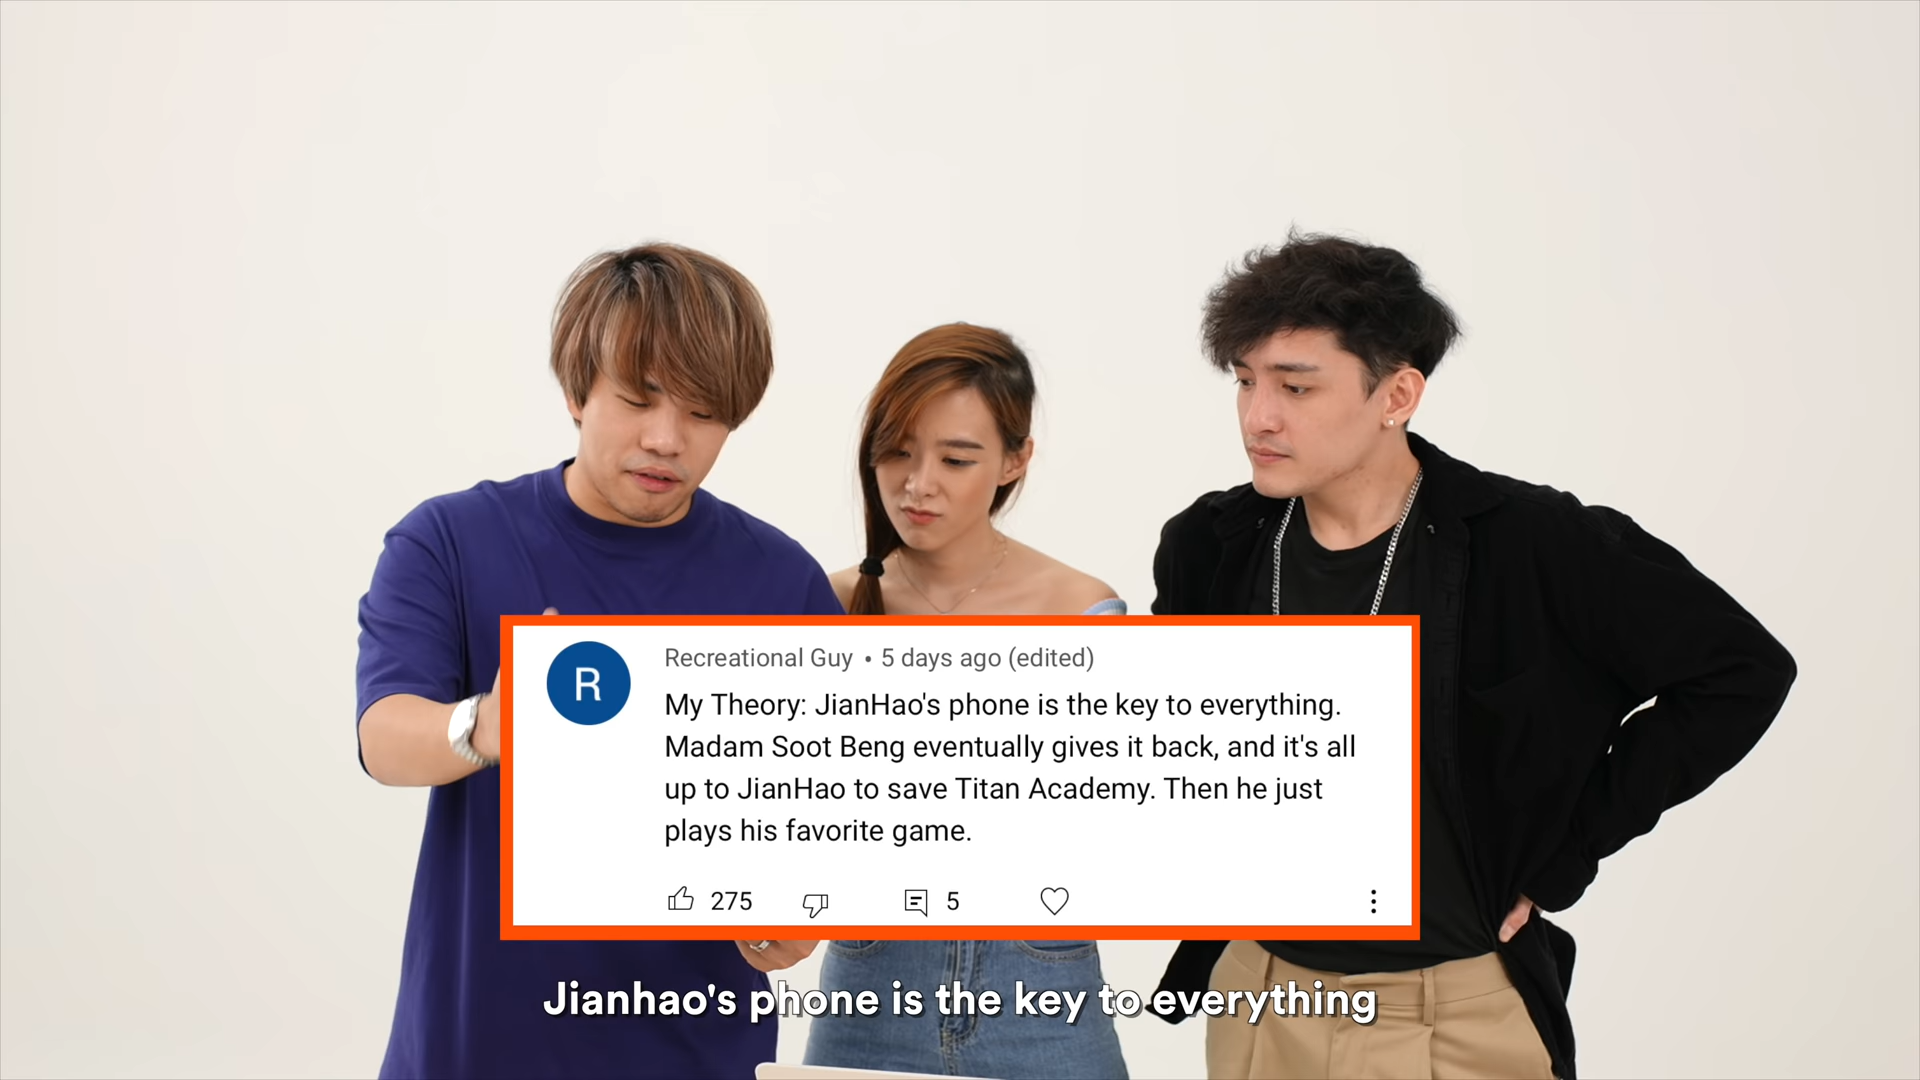 R
Recreational Guy • 5 days ago (edited)
My Theory: JianHao's phone is the key to everything.
Madam Soot Beng eventually gives it back, and it's all
up to JianHao to save Titan Academy. Then he just
plays his favorite game.
275
5
Jianhao's phone is the key to everything